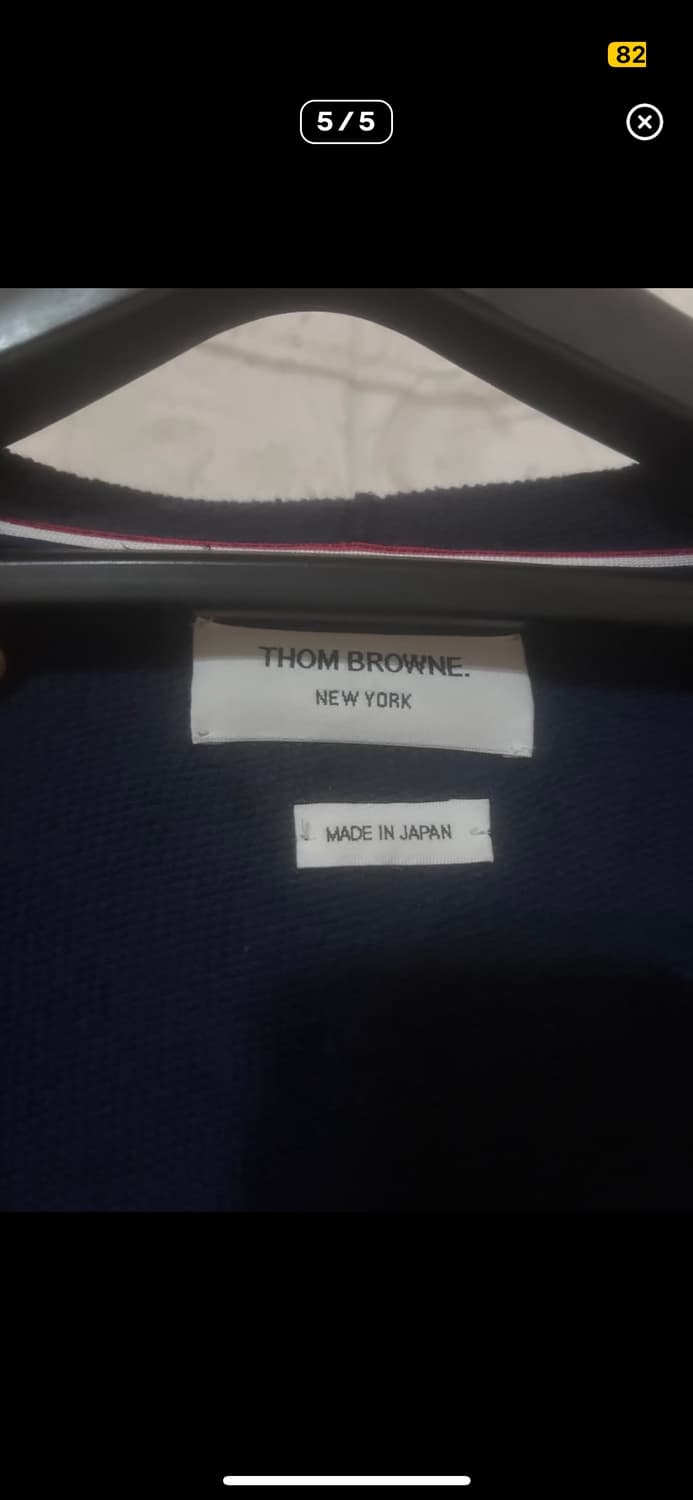 82
5/5
THOM BROWNE.
NEW YORK
MADE IN JAPAN